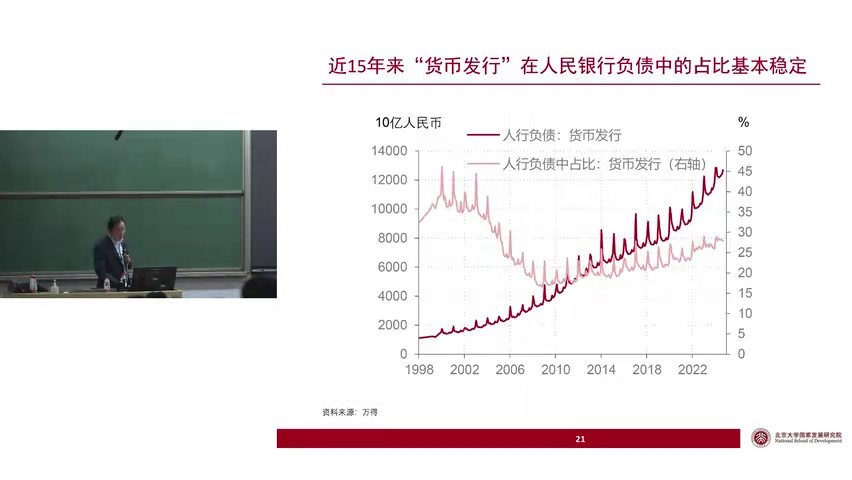 近15年来“货币发行”在人民银行负债中的占比基本稳定
10亿人民币
%
人行负债：货币发行
人行负债中占比：货币发行（右轴）
14000
12000
10000
8000
6000
4000
2000
0
50
45
40
35
30
25
20
15
10
5
0
1998 2002 2006 2010 2014 2018 2022
资料来源：万得
21
北京大学国家发展研究院
National School of Development